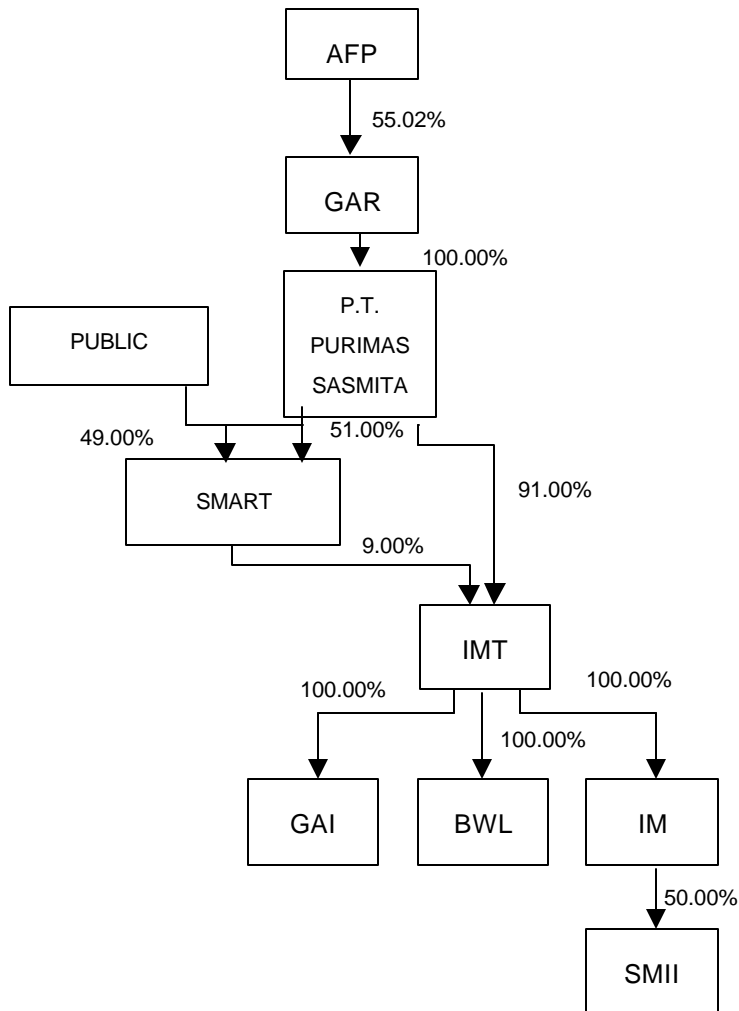 AFP
55.02%
GAR
100.00%
P.T.
PURIMAS
SASMITA
PUBLIC
49.00%
51.00%
SMART
91.00%
9.00%
IMT
100.00%
100.00%
100.00%
GAI
BWL
IM
50.00%
SMII